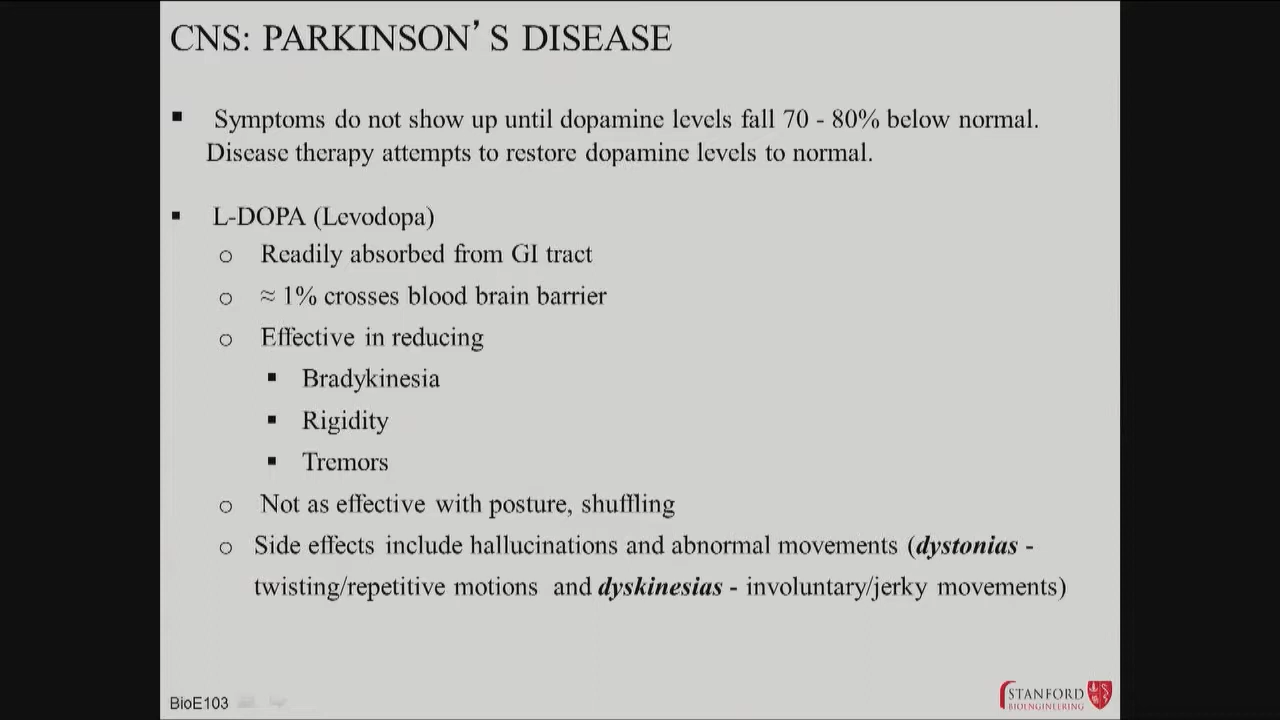 CNS: PARKINSON'S DISEASE
▪ Symptoms do not show up until dopamine levels fall 70 - 80% below normal.
Disease therapy attempts to restore dopamine levels to normal.
▪ L-DOPA (Levodopa)
o Readily absorbed from GI tract
o ≈ 1% crosses blood brain barrier
o Effective in reducing
▪ Bradykinesia
▪ Rigidity
▪ Tremors
o Not as effective with posture, shuffling
o Side effects include hallucinations and abnormal movements (dystonias -
twisting/repetitive motions and dyskinesias - involuntary/jerky movements)
BioE103
STANFORD
BIOENGINEERING